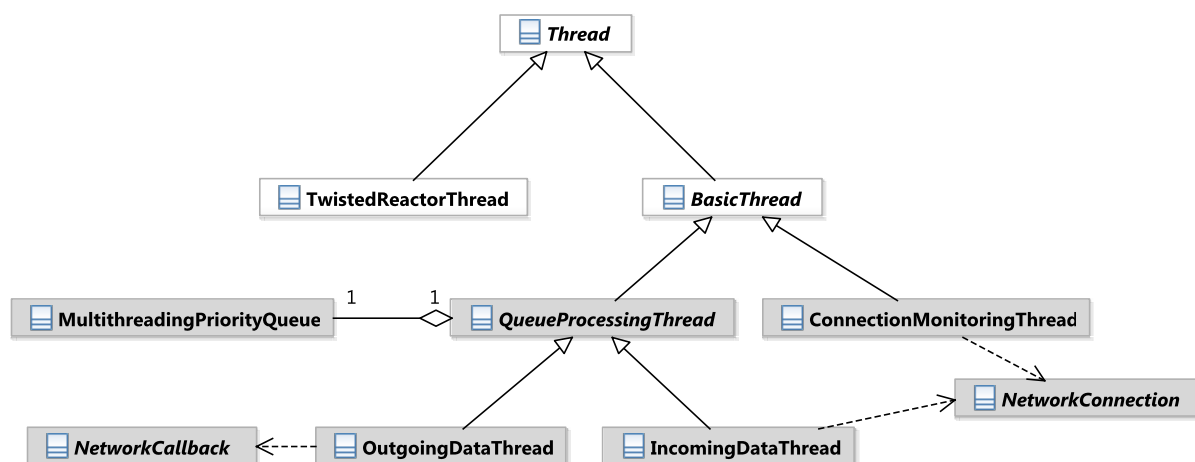 Thread
TwistedReactorThread
BasicThread
1
1
MultithreadingPriorityQueue
QueueProcessingThread
ConnectionMonitoringThread
NetworkConnection
NetworkCallback
OutgoingDataThread
IncomingDataThread